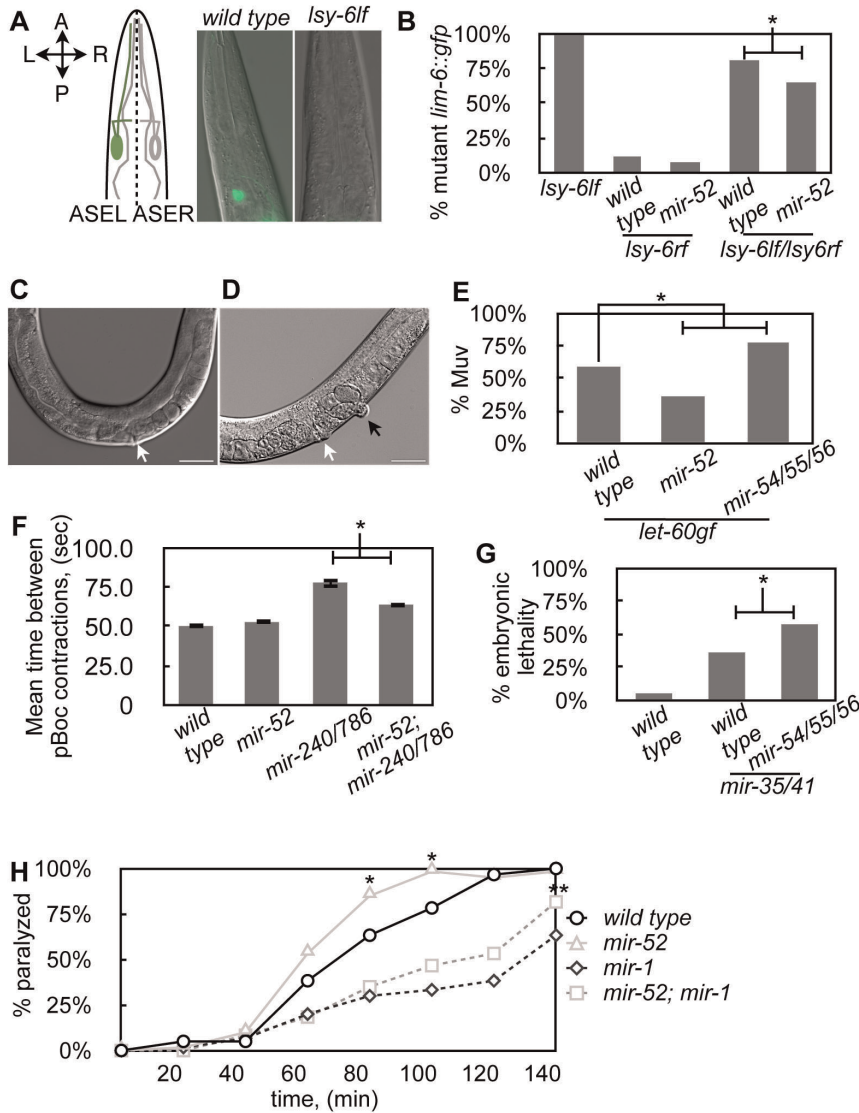 A
A
L R
P
ASEL ASER
wild type lsy-6lf
B
% mutant lim-6::gfp
100%
75%
50%
25%
0%
*
lsy-6lf
wild type
mir-52
wild type
mir-52
lsy-6rf
lsy-6lf/lsy6rf
C
D
E
% Muv
100%
75%
50%
25%
0%
*
wild type
mir-52
mir-54/55/56
let-60gf
F
Mean time between
pBoc contractions, (sec)
100.0
75.0
50.0
25.0
0
*
wild type
mir-52
mir-240/786
mir-52;
mir-240/786
G
% embryonic
lethality
100%
75%
50%
25%
0%
*
wild type
wild type
mir-54/55/56
mir-35/41
H
% paralyzed
100%
75%
50%
25%
0%
* *
**
20 40 60 80 100 120 140
time, (min)
wild type
mir-52
mir-1
mir-52; mir-1